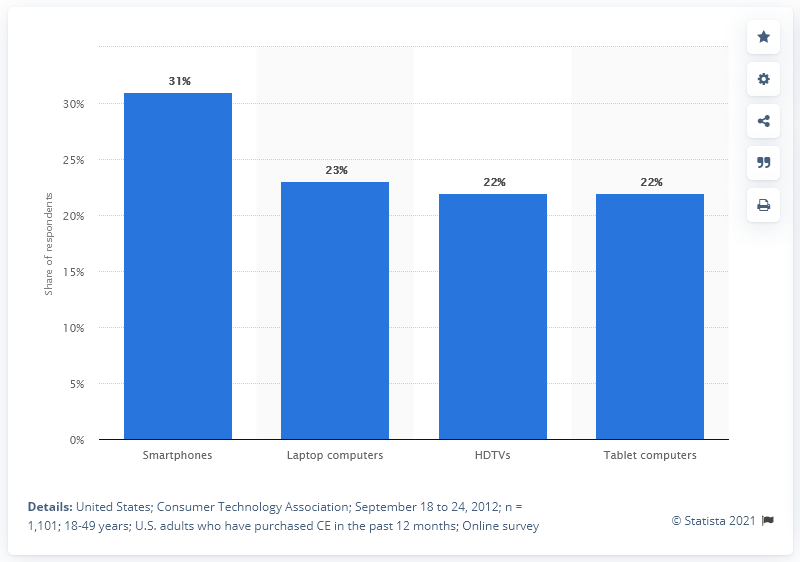 31%
30%
23%
22%
22%
25%
20%
15%
10%
5%
0%
Share of respondents
Smartphones
Laptop computers
HDTVs
Tablet computers
Details: United States; Consumer Technology Association; September 18 to 24, 2012; n =
1,101; 18-49 years; U.S. adults who have purchased CE in the past 12 months; Online survey
© Statista 2021